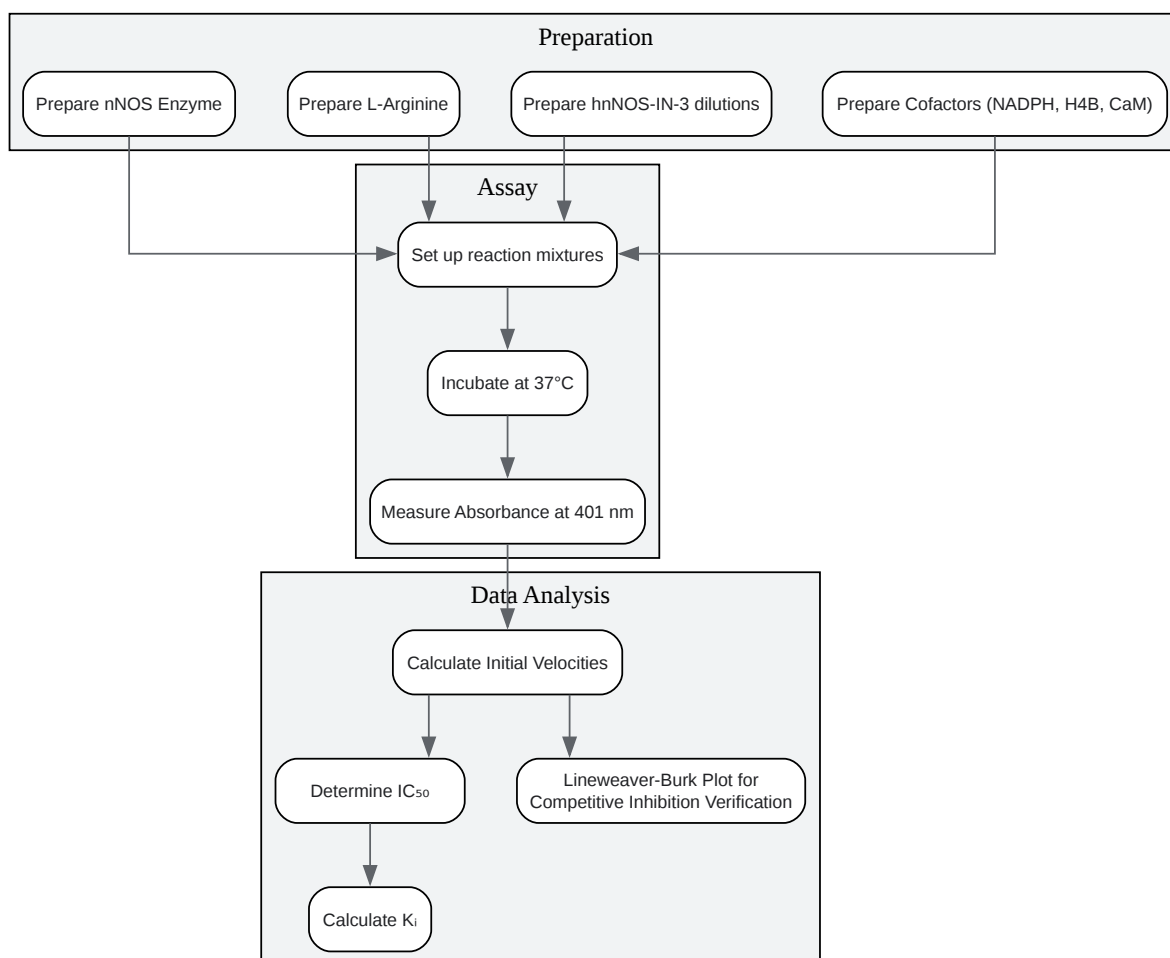 Preparation
Prepare nNOS Enzyme
Prepare L-Arginine
Prepare hnNOS-IN-3 dilutions
Prepare Cofactors (NADPH, H4B, CaM)
Assay
Set up reaction mixtures
Incubate at 37°C
Measure Absorbance at 401 nm
Data Analysis
Calculate Initial Velocities
Determine IC₅₀
Lineweaver-Burk Plot for
Competitive Inhibition Verification
Calculate Kᵢ